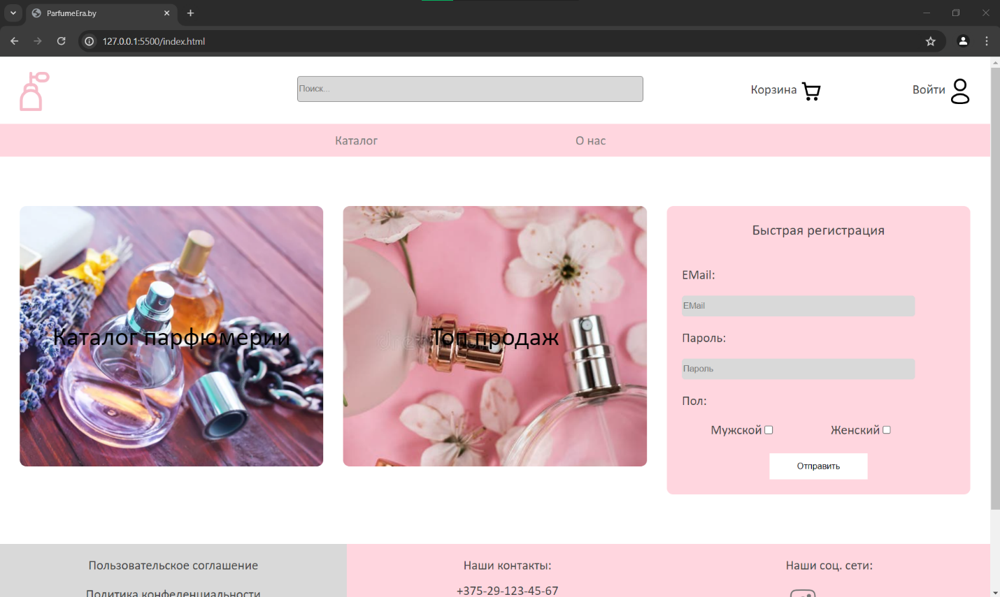 ParfumeEra.by
127.0.0.1:5500/index.html
Поиск...
Корзина
Войти
Каталог
О нас
Каталог парфюмерии
Топ продаж
Быстрая регистрация
EMail:
EMail
Пароль:
Пароль
Пол:
Мужской
Женский
Отправить
Пользовательское соглашение
Наши контакты:
Наши соц. сети:
+375-29-123-45-67
Политика конфеденциальности